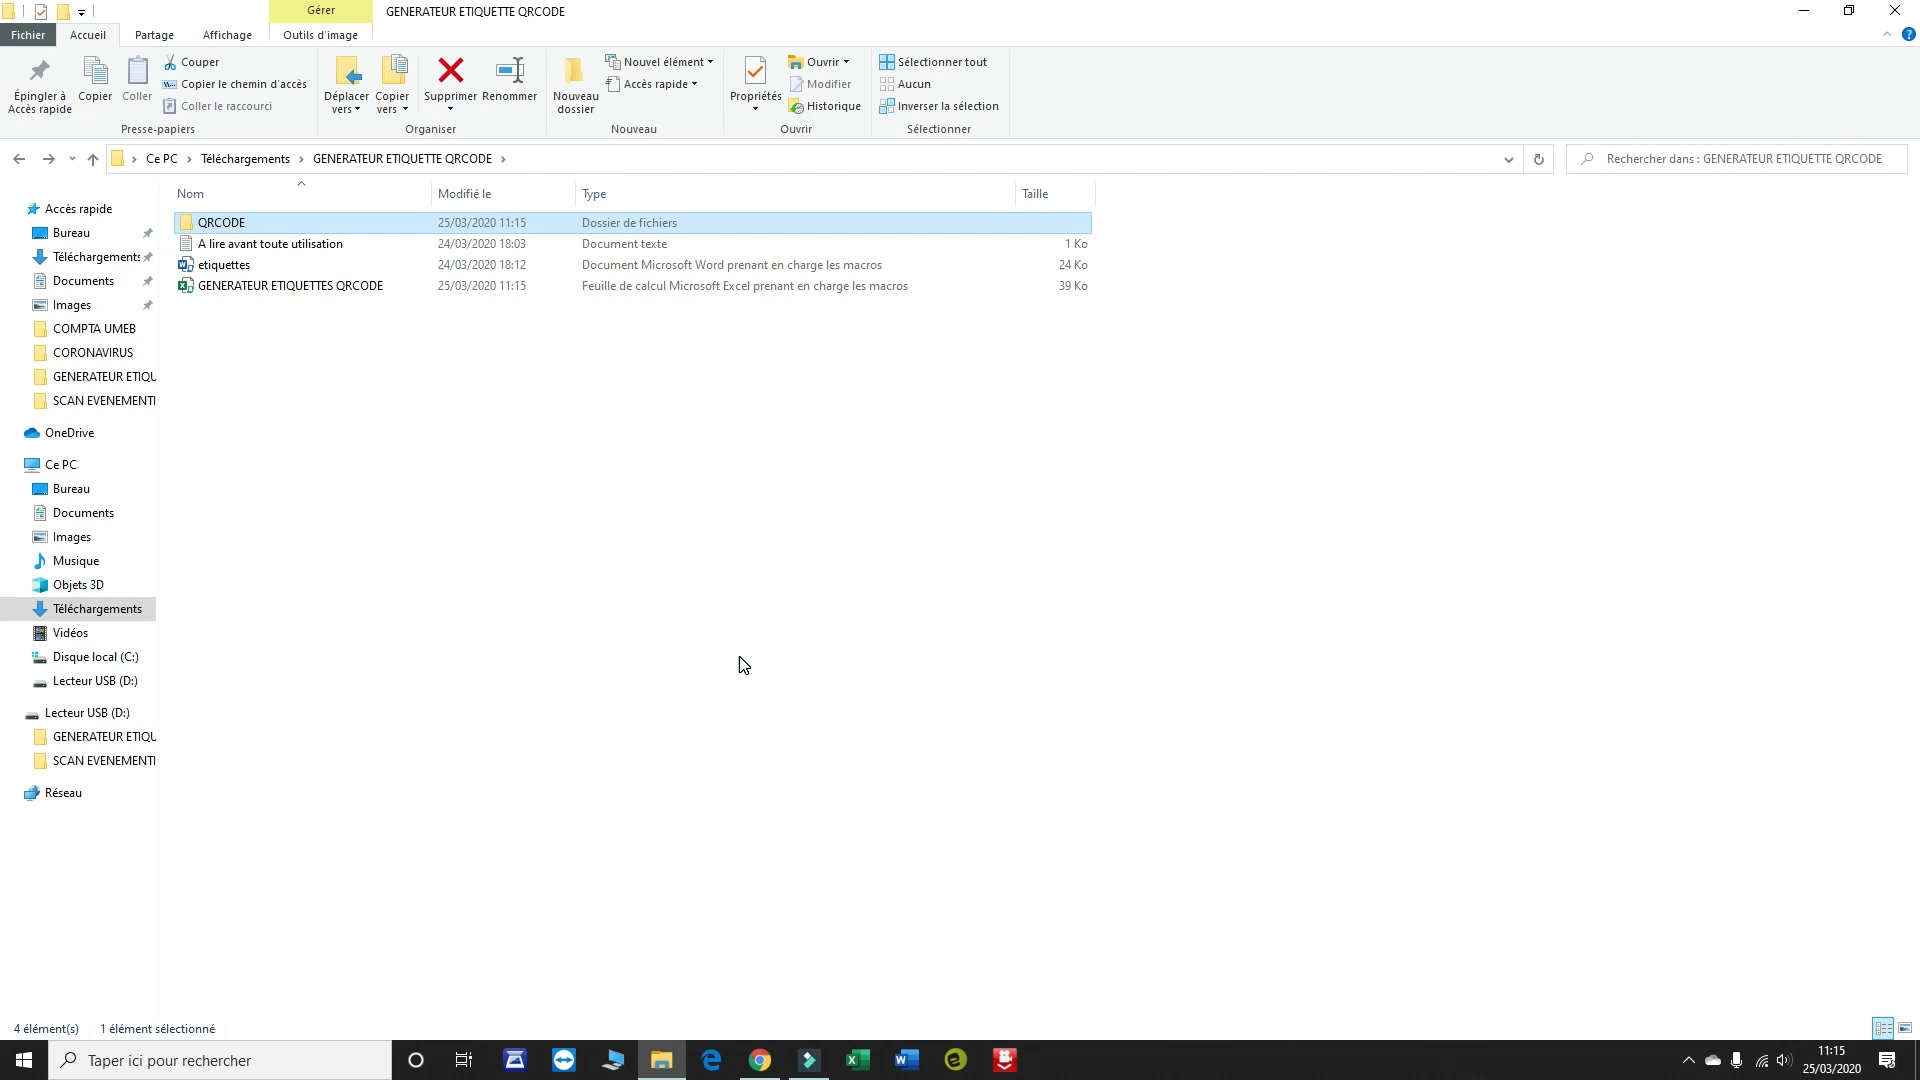 Gérer
GENERATEUR ETIQUETTE QRCODE
Fichier
Accueil
Partage
Affichage
Outils d'image
Épingler à
Accès rapide
Copier
Coller
Couper
Copier le chemin d'accès
Coller le raccourci
Presse-papiers
Déplacer
vers
Copier
vers
Supprimer
Renommer
Organiser
Nouveau
dossier
Nouvel élément
Accès rapide
Nouveau
Propriétés
Ouvrir
Modifier
Historique
Ouvrir
Sélectionner tout
Aucun
Inverser la sélection
Sélectionner
Ce PC
Téléchargements
GENERATEUR ETIQUETTE QRCODE
Rechercher dans : GENERATEUR ETIQUETTE QRCODE
Nom
Modifié le
Type
Taille
QRCODE
25/03/2020 11:15
Dossier de fichiers
A lire avant toute utilisation
24/03/2020 18:03
Document texte
1 Ko
etiquettes
24/03/2020 18:12
Document Microsoft Word prenant en charge les macros
24 Ko
GENERATEUR ETIQUETTES QRCODE
25/03/2020 11:15
Feuille de calcul Microsoft Excel prenant en charge les macros
39 Ko
Accès rapide
Bureau
Téléchargements
Documents
Images
COMPTA UMEB
CORONAVIRUS
GENERATEUR ETIQU
SCAN EVENEMENTI
OneDrive
Ce PC
Bureau
Documents
Images
Musique
Objets 3D
Téléchargements
Vidéos
Disque local (C:)
Lecteur USB (D:)
Lecteur USB (D:)
GENERATEUR ETIQU
SCAN EVENEMENTI
Réseau
4 élément(s)
1 élément sélectionné
Taper ici pour rechercher
11:15
25/03/2020